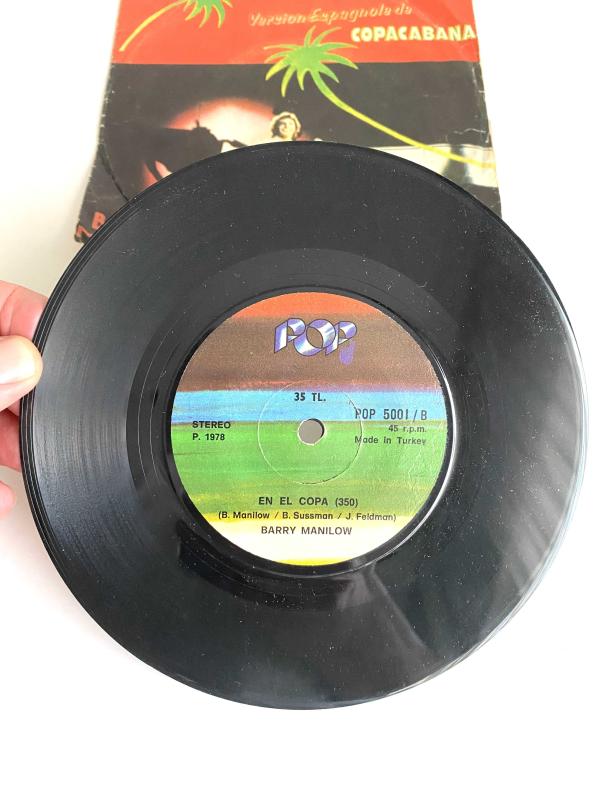 Version Espagnole de
COPACABANA
POP
35 TL.
STEREO
P. 1978
POP 5001/B
45 r.p.m.
Made in Turkey
EN EL COPA (350)
(B. Manilow / B. Sussman / J. Feldman)
BARRY MANILOW